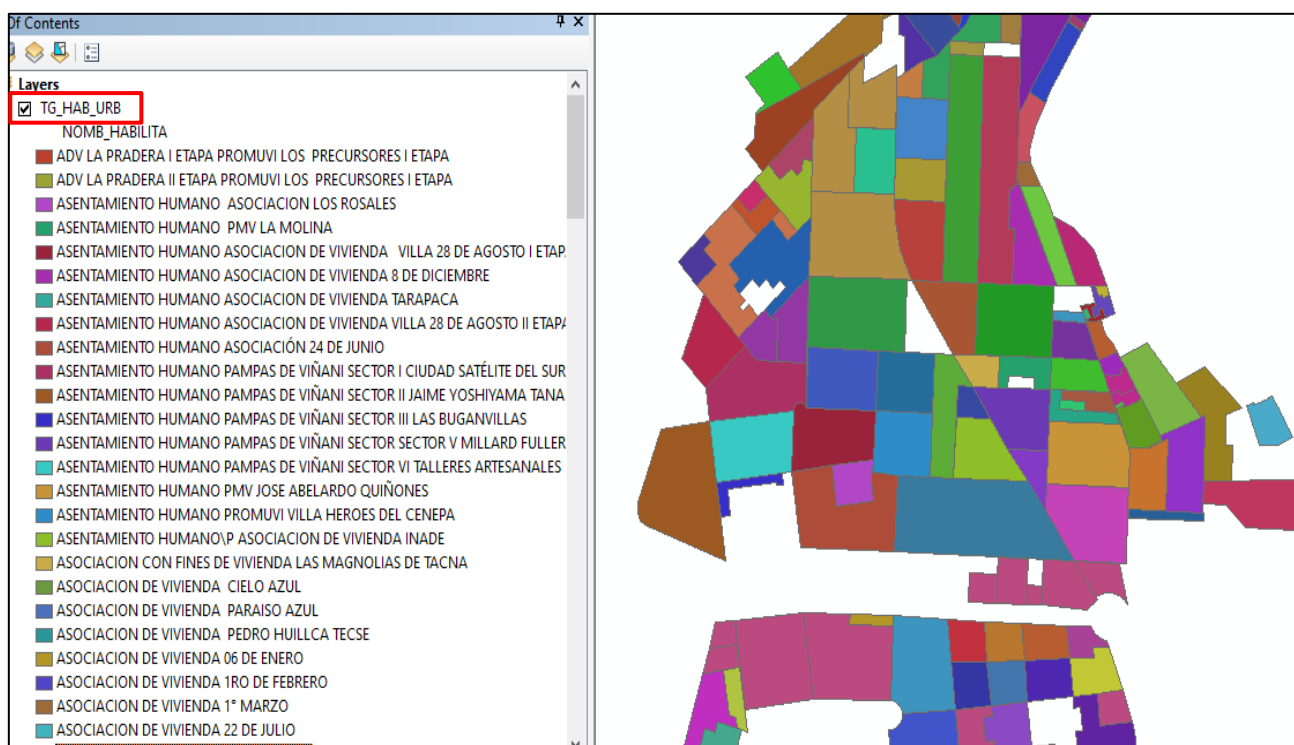 Of Contents
Layers
TG_HAB_URB
NOMB_HABILITA
ADV LA PRADERA I ETAPA PROMUVI LOS  PRECURSORES I ETAPA
ADV LA PRADERA II ETAPA PROMUVI LOS  PRECURSORES I ETAPA
ASENTAMIENTO HUMANO  ASOCIACION LOS ROSALES
ASENTAMIENTO HUMANO  PMV LA MOLINA
ASENTAMIENTO HUMANO ASOCIACION DE VIVIENDA   VILLA 28 DE AGOSTO I ETAP
ASENTAMIENTO HUMANO ASOCIACION DE VIVIENDA 8 DE DICIEMBRE
ASENTAMIENTO HUMANO ASOCIACION DE VIVIENDA TARAPACA
ASENTAMIENTO HUMANO ASOCIACION DE VIVIENDA VILLA 28 DE AGOSTO II ETAPA
ASENTAMIENTO HUMANO ASOCIACIÓN 24 DE JUNIO
ASENTAMIENTO HUMANO PAMPAS DE VIÑANI SECTOR I CIUDAD SATÉLITE DEL SUR
ASENTAMIENTO HUMANO PAMPAS DE VIÑANI SECTOR II JAIME YOSHIYAMA TANA
ASENTAMIENTO HUMANO PAMPAS DE VIÑANI SECTOR III LAS BUGANVILLAS
ASENTAMIENTO HUMANO PAMPAS DE VIÑANI SECTOR SECTOR V MILLARD FULLER
ASENTAMIENTO HUMANO PAMPAS DE VIÑANI SECTOR VI TALLERES ARTESANALES
ASENTAMIENTO HUMANO PMV JOSE ABELARDO QUIÑONES
ASENTAMIENTO HUMANO PROMUVI VILLA HEROES DEL CENEPA
ASENTAMIENTO HUMANO\P ASOCIACION DE VIVIENDA INADE
ASOCIACION CON FINES DE VIVIENDA LAS MAGNOLIAS DE TACNA
ASOCIACION DE VIVIENDA  CIELO AZUL
ASOCIACION DE VIVIENDA  PARAISO AZUL
ASOCIACION DE VIVIENDA  PEDRO HUILLCA TECSE
ASOCIACION DE VIVIENDA 06 DE ENERO
ASOCIACION DE VIVIENDA 1RO DE FEBRERO
ASOCIACION DE VIVIENDA 1° MARZO
ASOCIACION DE VIVIENDA 22 DE JULIO